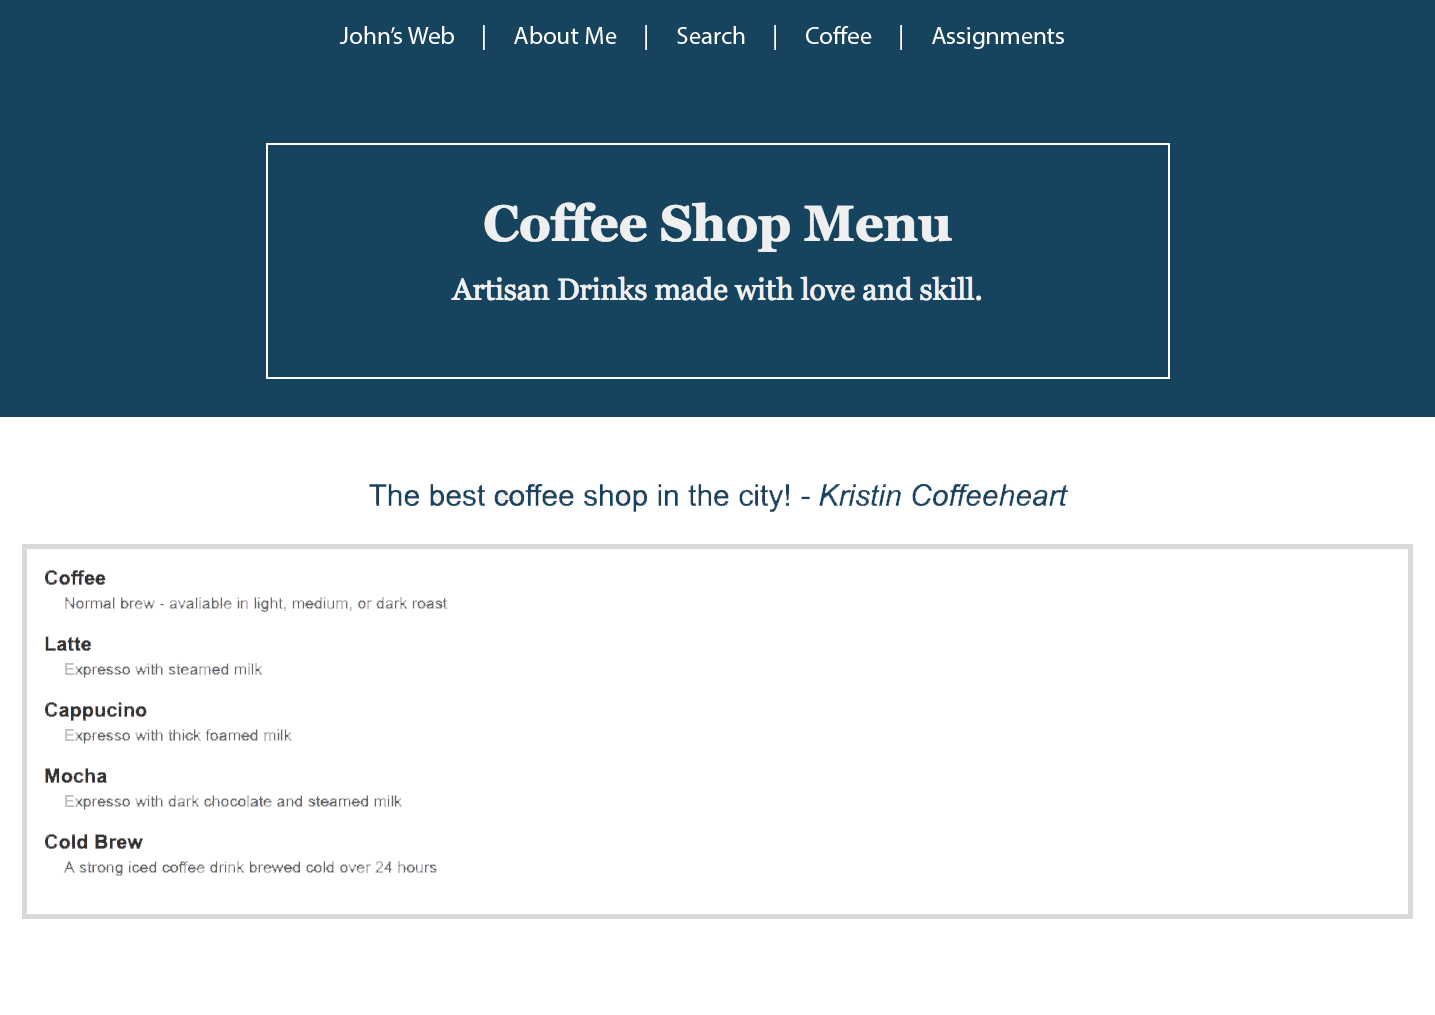 John's Web | About Me | Search | Coffee | Assignments
Coffee Shop Menu
Artisan Drinks made with love and skill.
The best coffee shop in the city! - Kristin Coffeeheart
Coffee
Normal brew - avaliable in light, medium, or dark roast
Latte
Expresso with steamed milk
Cappucino
Expresso with thick foamed milk
Mocha
Expresso with dark chocolate and steamed milk
Cold Brew
A strong iced coffee drink brewed cold over 24 hours